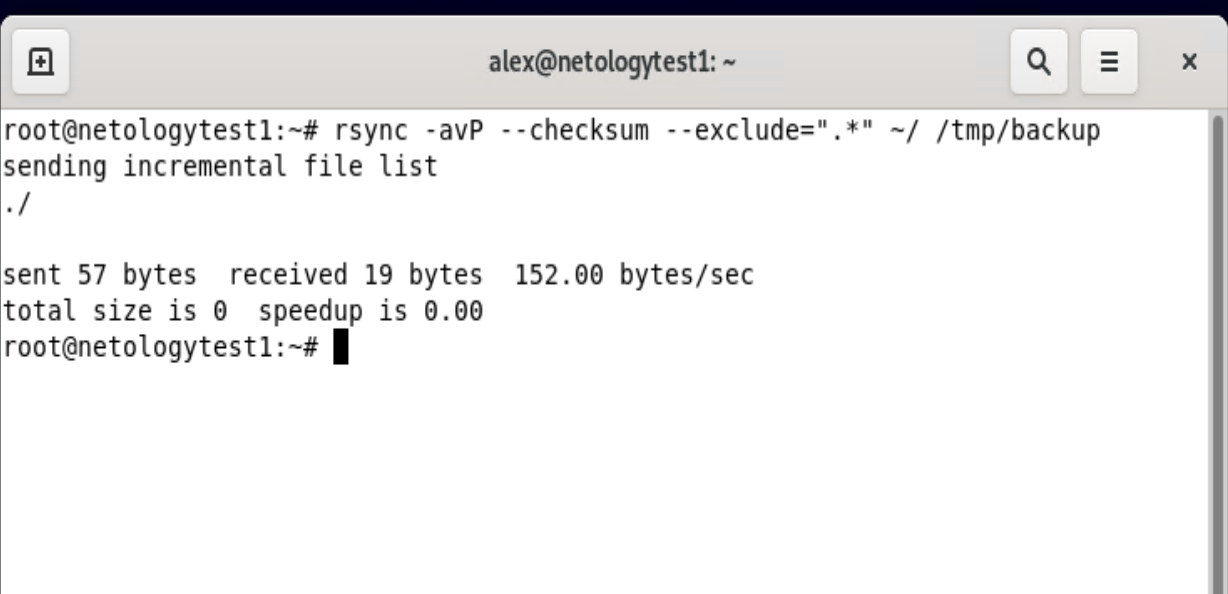 alex@netologytest1: ~
root@netologytest1:~# rsync -avP --checksum --exclude=".*" ~/ /tmp/backup
sending incremental file list
./
sent 57 bytes  received 19 bytes  152.00 bytes/sec
total size is 0  speedup is 0.00
root@netologytest1:~#